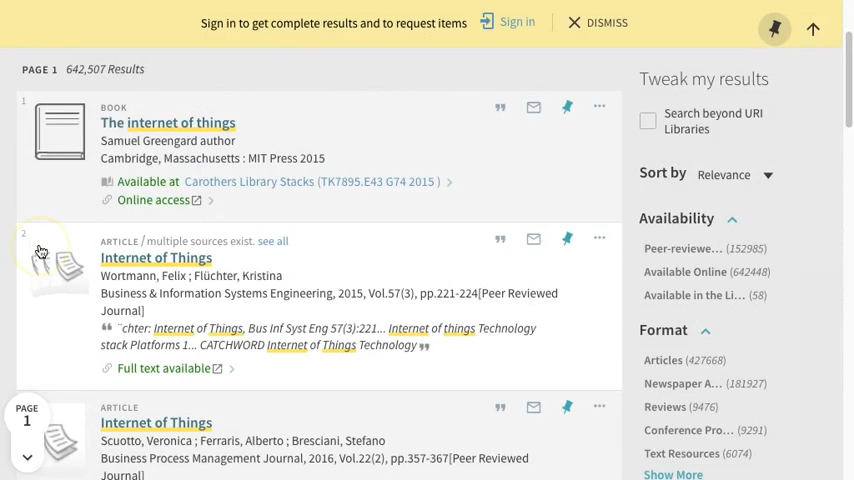 Sign in to get complete results and to request items Sign in DISMISS
PAGE 1 642,507 Results
1
BOOK
The internet of things
Samuel Greengard author
Cambridge, Massachusetts : MIT Press 2015
Available at Carothers Library Stacks (TK7895.E43 G74 2015 )
Online access
2
ARTICLE / multiple sources exist. see all
Internet of Things
Wortmann, Felix ; Flüchter, Kristina
Business & Information Systems Engineering, 2015, Vol.57(3), pp.221-224[Peer Reviewed
Journal]
¨chter: Internet of Things, Bus Inf Syst Eng 57(3):221... Internet of things Technology
stack Platforms 1... CATCHWORD Internet of Things Technology
Full text available
ARTICLE
Internet of Things
Scuotto, Veronica ; Ferraris, Alberto ; Bresciani, Stefano
Business Process Management Journal, 2016, Vol.22(2), pp.357-367[Peer Reviewed
Journal]
PAGE
1
Tweak my results
Search beyond URI
Libraries
Sort by Relevance
Availability
Peer-reviewe... (152985)
Available Online (642448)
Available in the Li... (58)
Format
Articles (427668)
Newspaper A... (181927)
Reviews (9476)
Conference Pro... (9291)
Text Resources (6074)
Show More